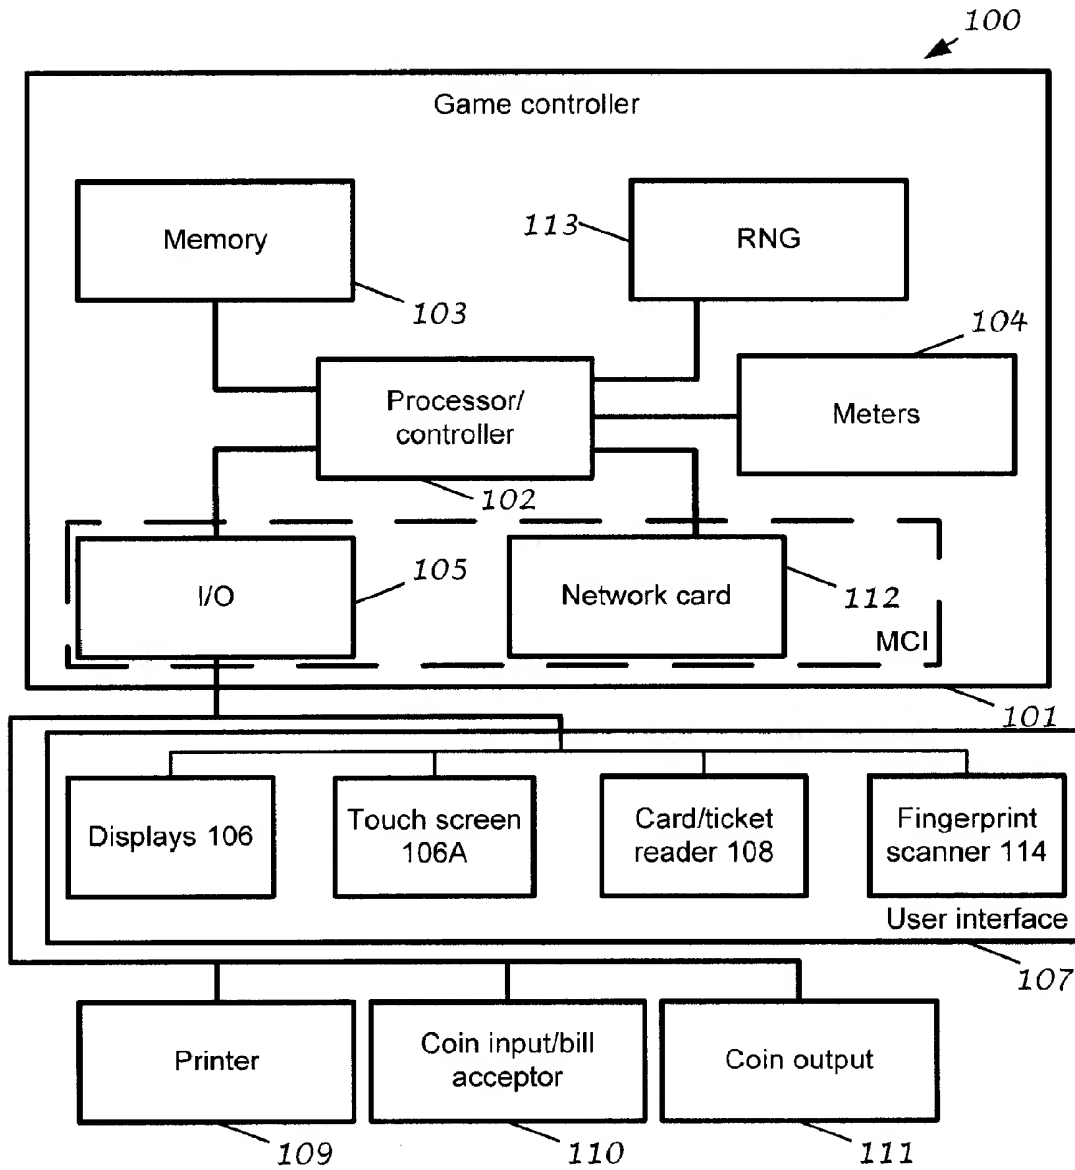 100
Game controller
Memory
103
113
RNG
104
Meters
Processor/
controller
102
I/O
105
Network card
112
MCI
101
Displays 106
Touch screen
106A
Card/ticket
reader 108
Fingerprint
scanner 114
User interface
107
Printer
109
Coin input/bill
acceptor
110
Coin output
111